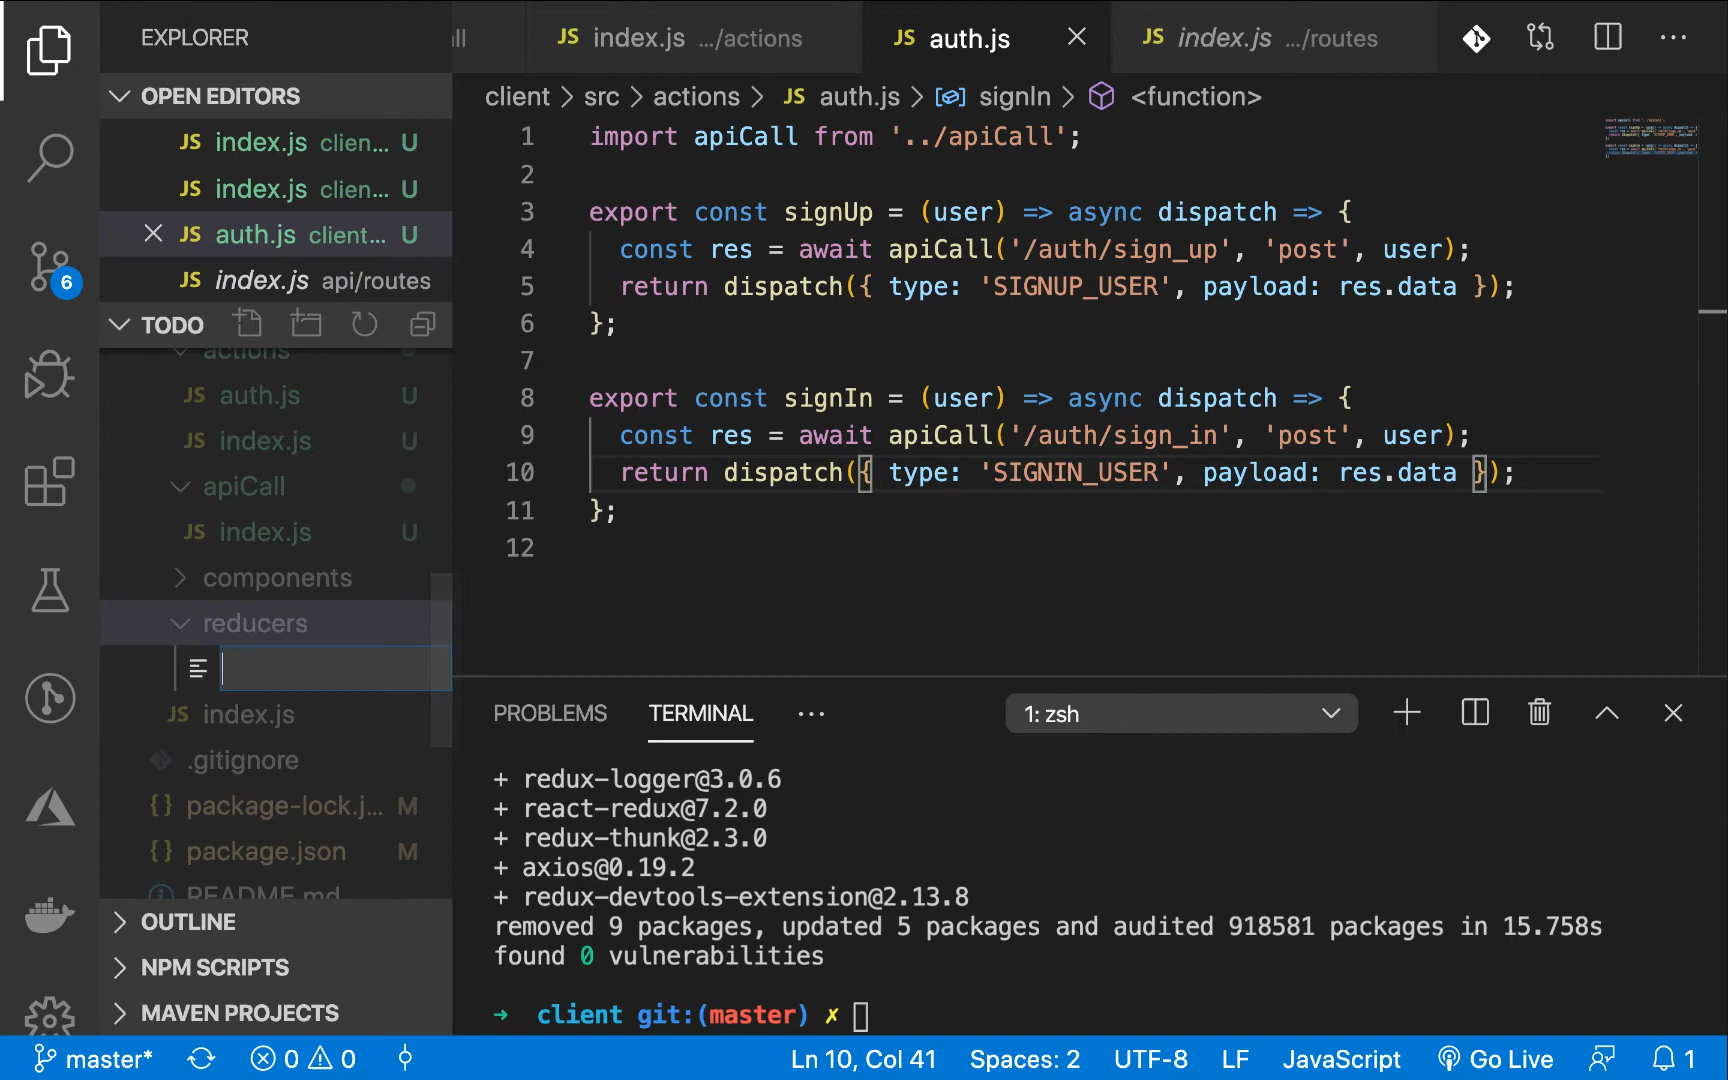 EXPLORER
ll
JS index.js .../actions
JS auth.js
JS index.js .../routes
OPEN EDITORS
JS index.js clien... U
JS index.js clien... U
JS auth.js client... U
JS index.js api/routes
TODO
actions
JS auth.js U
JS index.js U
apiCall
JS index.js U
components
reducers
JS index.js
.gitignore
{} package-lock.j... M
{} package.json M
README.md
OUTLINE
NPM SCRIPTS
MAVEN PROJECTS
6
client > src > actions > JS auth.js > signIn > <function>
1 import apiCall from '../apiCall';
2
3 export const signUp = (user) => async dispatch => {
4 const res = await apiCall('/auth/sign_up', 'post', user);
5 return dispatch({ type: 'SIGNUP_USER', payload: res.data });
6 };
7
8 export const signIn = (user) => async dispatch => {
9 const res = await apiCall('/auth/sign_in', 'post', user);
10 return dispatch({ type: 'SIGNIN_USER', payload: res.data });
11 };
12
PROBLEMS TERMINAL ... 1: zsh
+ redux-logger@3.0.6
+ react-redux@7.2.0
+ redux-thunk@2.3.0
+ axios@0.19.2
+ redux-devtools-extension@2.13.8
removed 9 packages, updated 5 packages and audited 918581 packages in 15.758s
found 0 vulnerabilities
➜ client git:(master) ✗
master* 0 0 Ln 10, Col 41 Spaces: 2 UTF-8 LF JavaScript Go Live 1